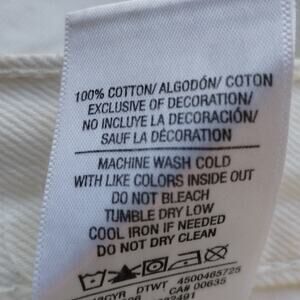 100% COTTON/ ALGODÓN/ COTON
EXCLUSIVE OF DECORATION/
NO INCLUYE LA DECORACIÓN/
SAUF LA DÉCORATION
MACHINE WASH COLD
WITH LIKE COLORS INSIDE OUT
DO NOT BLEACH
TUMBLE DRY LOW
COOL IRON IF NEEDED
DO NOT DRY CLEAN
DTWT 4500465725
CA# 00635